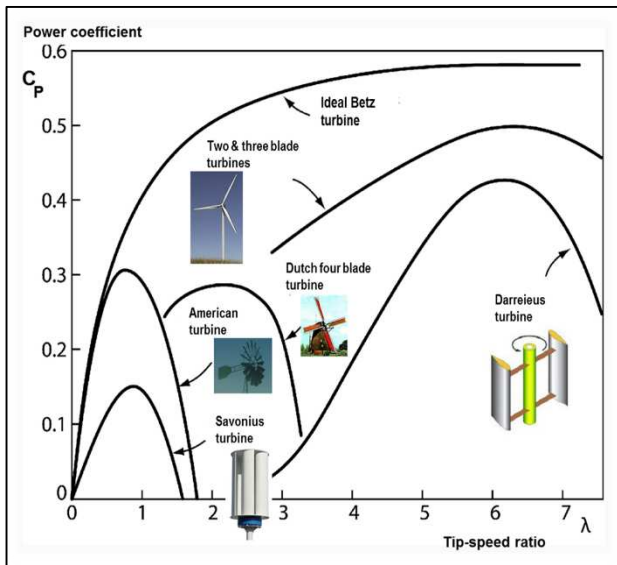 Power coefficient
0.6
C_P
Ideal Betz
turbine
0.5
Two & three blade
turbines
0.4
Dutch four blade
turbine
0.3
American
turbine
Darreieus
turbine
0.2
0.1
Savonius
turbine
0
0 1 2 3 4 5 6 7 λ
Tip-speed ratio